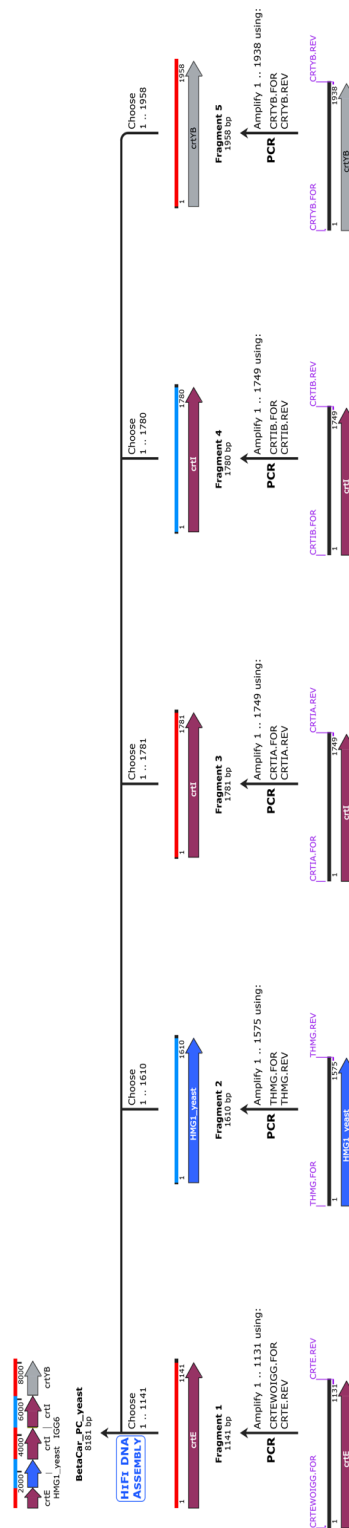 2000
4000
6000
8000
crtE
HMG1_yeast
crtI
IGG6
crtI
crtYB
BetaCar_PC_yeast
8181 bp
HIFI DNA
ASSEMBLY
Choose
1 .. 1141
Choose
1 .. 1610
Choose
1 .. 1781
Choose
1 .. 1780
Choose
1 .. 1958
1
1141
crtE
Fragment 1
1141 bp
1
1610
HMG1_yeast
Fragment 2
1610 bp
1
1781
crtI
Fragment 3
1781 bp
1
1780
crtI
Fragment 4
1780 bp
1
1958
crtYB
Fragment 5
1958 bp
PCR
Amplify 1 .. 1131 using:
CRTEWOIGG.FOR
CRTE.REV
PCR
Amplify 1 .. 1575 using:
THMG.FOR
THMG.REV
PCR
Amplify 1 .. 1749 using:
CRTIA.FOR
CRTIA.REV
PCR
Amplify 1 .. 1749 using:
CRTIB.FOR
CRTIB.REV
PCR
Amplify 1 .. 1938 using:
CRTYB.FOR
CRTYB.REV
CRTEWOIGG.FOR
CRTE.REV
1
1131
crtE
THMG.FOR
THMG.REV
1
1575
HMG1_yeast
CRTIA.FOR
CRTIA.REV
1
1749
crtI
CRTIB.FOR
CRTIB.REV
1
1749
crtI
CRTYB.FOR
CRTYB.REV
1
1938
crtYB